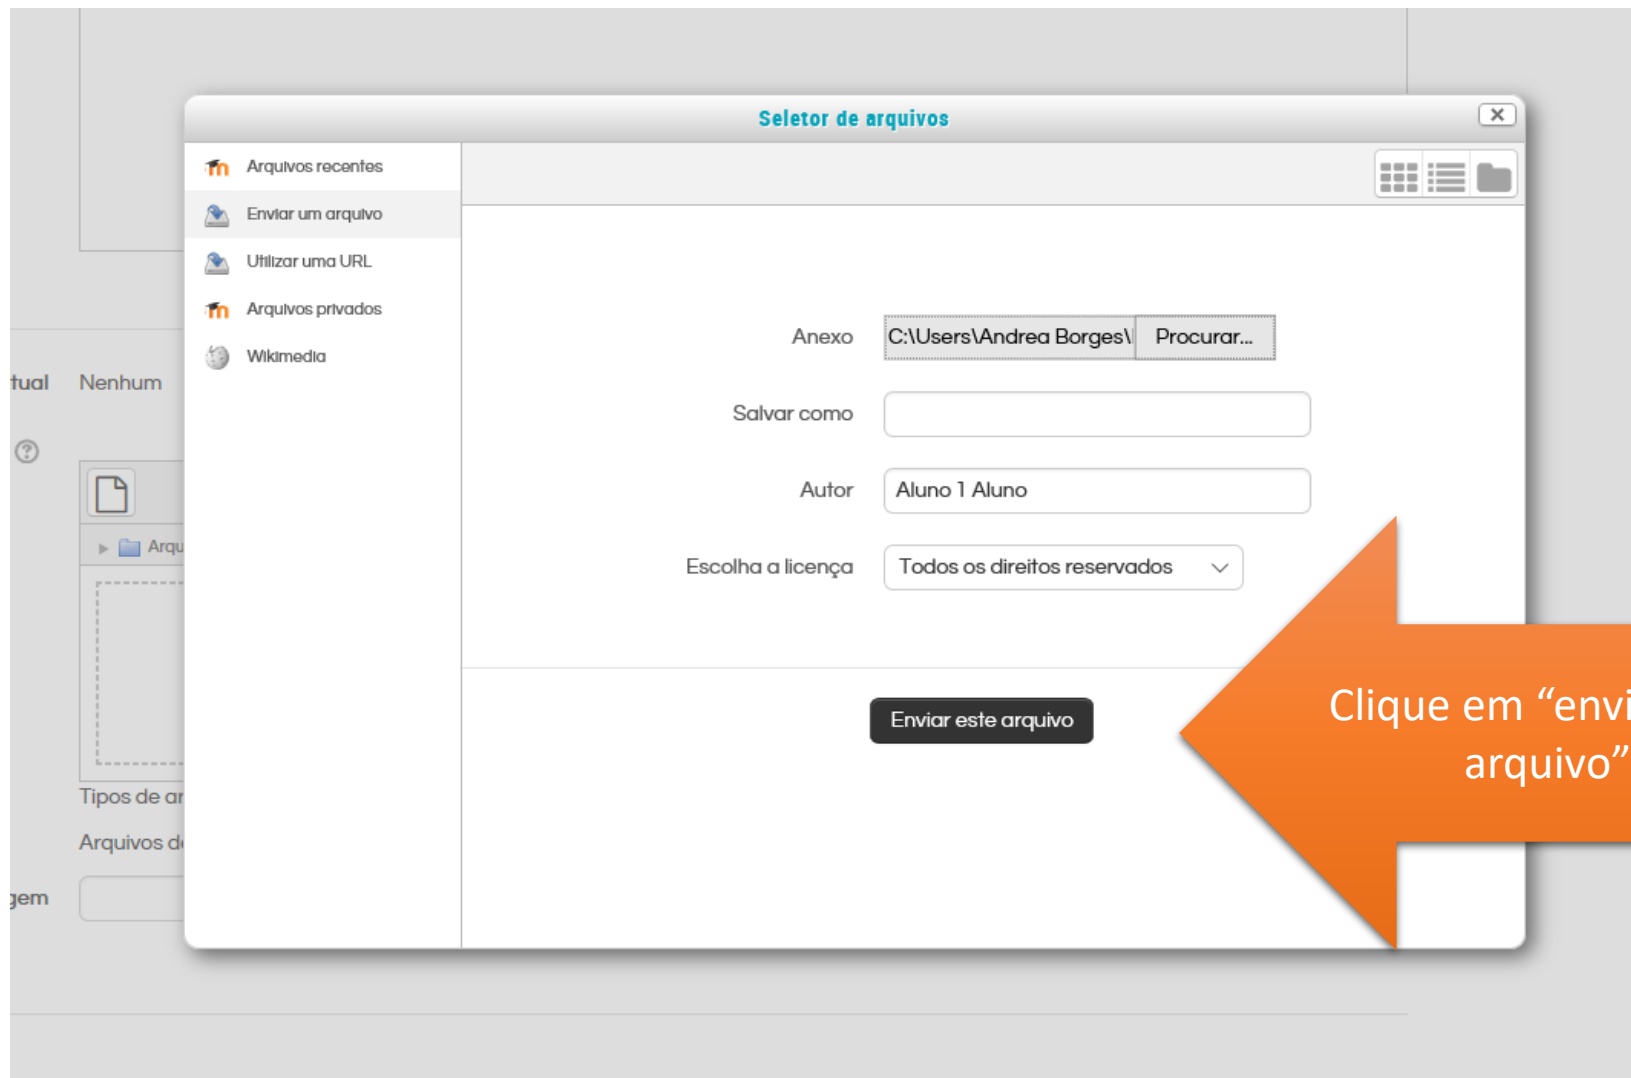 Seletor de arquivos
Arquivos recentes
Enviar um arquivo
Utilizar uma URL
Arquivos privados
Wikimedia
Anexo C:\Users\Andrea Borges\ Procurar...
Salvar como
Autor Aluno 1 Aluno
Escolha a licença Todos os direitos reservados
Enviar este arquivo
Clique em “envi
arquivo”
tual Nenhum
Arqu
Tipos de ar
Arquivos d
gem